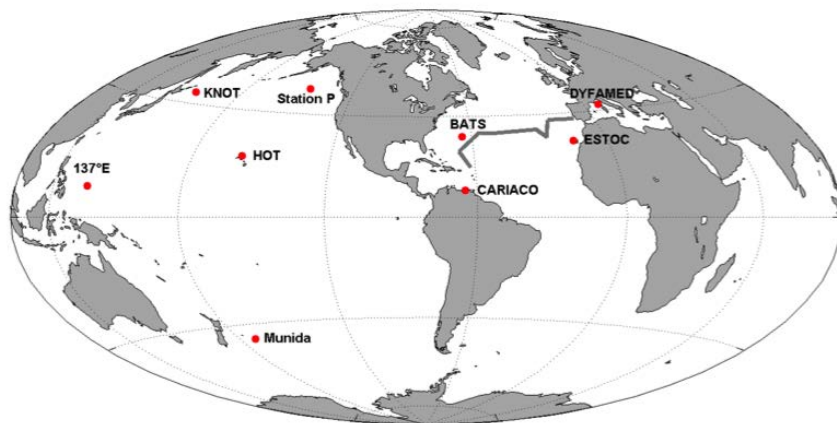 DYFAMED
KNOT
Station P
BATS
ESTOC
HOT
137°E
CARIACO
Munida